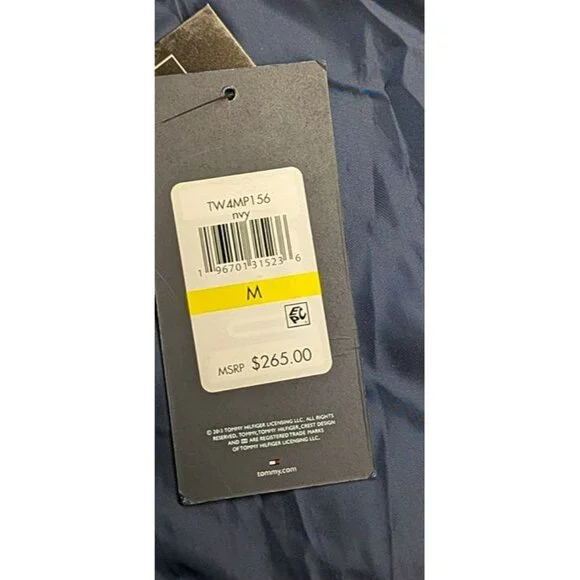 TW4MP156
nvy
1 96701 31523 6
M
EPC
MSRP $265.00
© 2013 TOMMY HILFIGER LICENSING LLC. ALL RIGHTS
RESERVED, TOMMY, TOMMY HILFIGER, CREST DESIGN
AND ARE REGISTERED TRADE MARKS
OF TOMMY HILFIGER LICENSING LLC.
tommy.com